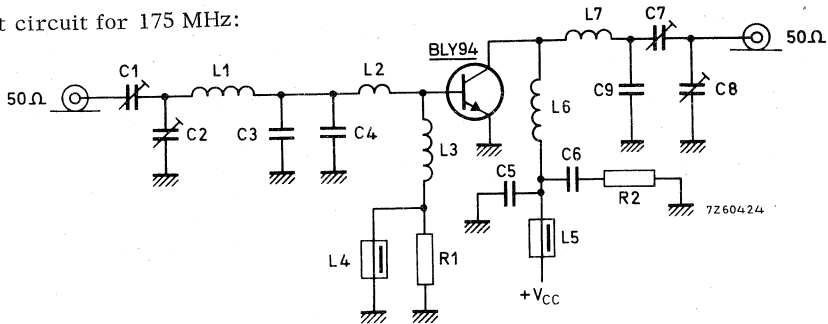 t circuit for 175 MHz:
50Ω
C1
C2
L1
C3
C4
L2
L3
L4
R1
BLY94
L6
C5
C6
R2
L5
+VCC
L7
C9
C7
C8
50Ω
7Z60424